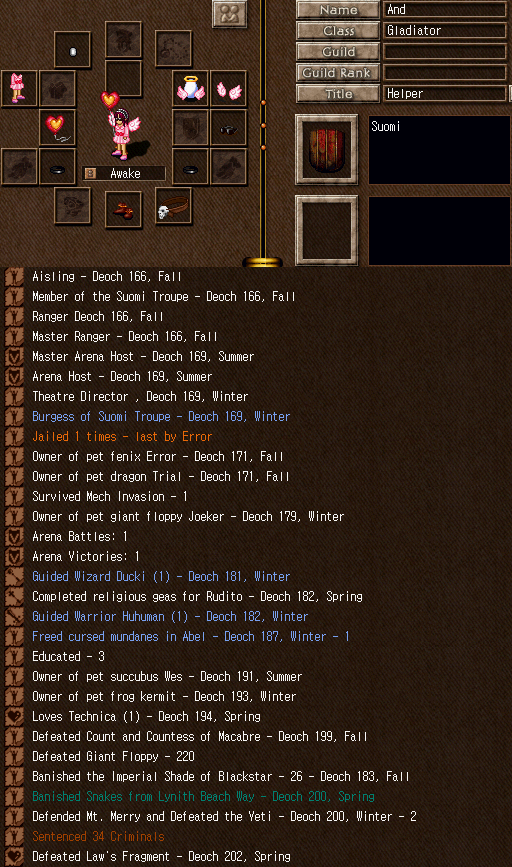 Name And
Class Gladiator
Guild
Guild Rank
Title Helper
Suomi
Awake
Aisling - Deoch 166, Fall
Member of the Suomi Troupe - Deoch 166, Fall
Ranger Deoch 166, Fall
Master Ranger - Deoch 166, Fall
Master Arena Host - Deoch 169, Summer
Arena Host - Deoch 169, Summer
Theatre Director , Deoch 169, Winter
Burgess of Suomi Troupe - Deoch 169, Winter
Jailed 1 times - last by Error
Owner of pet fenix Error - Deoch 171, Fall
Owner of pet dragon Trial - Deoch 171, Fall
Survived Mech Invasion - 1
Owner of pet giant floppy Joeker - Deoch 179, Winter
Arena Battles: 1
Arena Victories: 1
Guided Wizard Ducki (1) - Deoch 181, Winter
Completed religious geas for Rudito - Deoch 182, Spring
Guided Warrior Huhuman (1) - Deoch 182, Winter
Freed cursed mundanes in Abel - Deoch 187, Winter - 1
Educated - 3
Owner of pet succubus Wes - Deoch 191, Summer
Owner of pet frog kermit - Deoch 193, Winter
Loves Technica (1) - Deoch 194, Spring
Defeated Count and Countess of Macabre - Deoch 199, Fall
Defeated Giant Floppy - 220
Banished the Imperial Shade of Blackstar - 26 - Deoch 183, Fall
Banished Snakes from Lynith Beach Way - Deoch 200, Spring
Defended Mt. Merry and Defeated the Yeti - Deoch 200, Winter - 2
Sentenced 34 Criminals
Defeated Law's Fragment - Deoch 202, Spring